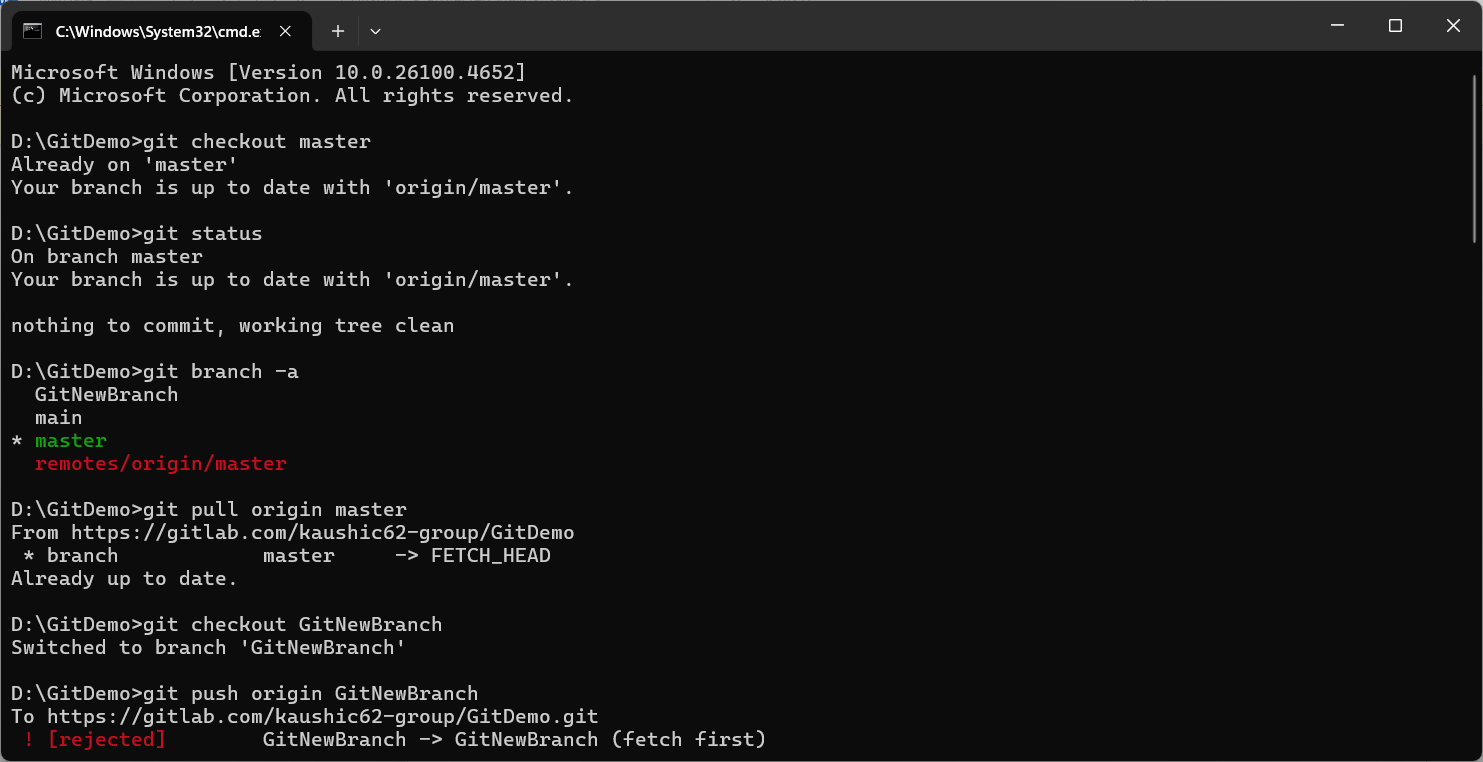 C:\Windows\System32\cmd.e
Microsoft Windows [Version 10.0.26100.4652]
(c) Microsoft Corporation. All rights reserved.
D:\GitDemo>git checkout master
Already on 'master'
Your branch is up to date with 'origin/master'.
D:\GitDemo>git status
On branch master
Your branch is up to date with 'origin/master'.
nothing to commit, working tree clean
D:\GitDemo>git branch -a
  GitNewBranch
  main
* master
  remotes/origin/master
D:\GitDemo>git pull origin master
From https://gitlab.com/kaushic62-group/GitDemo
 * branch            master     -> FETCH_HEAD
Already up to date.
D:\GitDemo>git checkout GitNewBranch
Switched to branch 'GitNewBranch'
D:\GitDemo>git push origin GitNewBranch
To https://gitlab.com/kaushic62-group/GitDemo.git
 ! [rejected]        GitNewBranch -> GitNewBranch (fetch first)